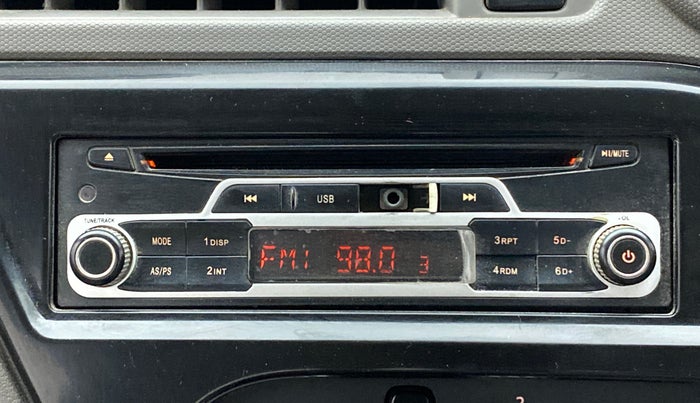 ▶II/MUTE
USB
TUNE/TRACK
VOL
MODE
1 DISP
3 RPT
5 D-
AS/PS
2 INT
FM1 98.0 3
4 RDM
6 D+
2